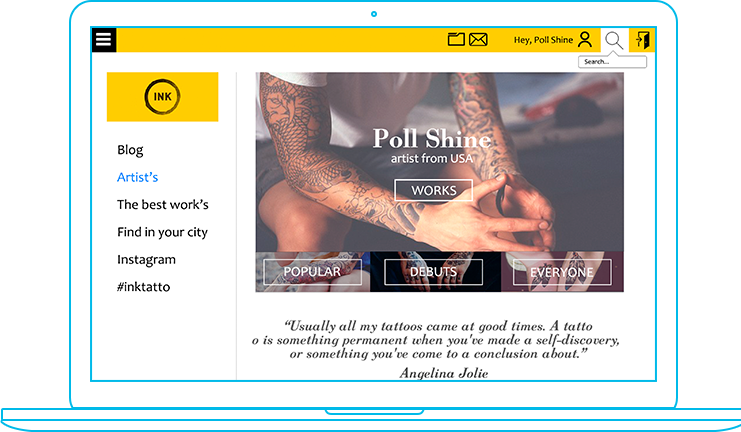 Hey, Poll Shine
Search...
INK
Blog
Artist's
The best work's
Find in your city
Instagram
#inktatto
Poll Shine
artist from USA
WORKS
POPULAR
DEBUTS
EVERYONE
“Usually all my tattoos came at good times. A tatto
o is something permanent when you've made a self-discovery,
or something you've come to a conclusion about.”
Angelina Jolie